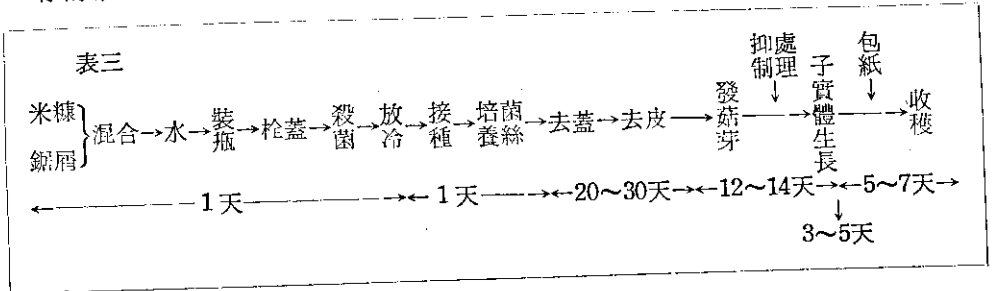 表三
米糠
鋸屑
}混合→水→裝瓶→栓蓋→殺菌→放冷→接種→培養菌絲→去蓋→去皮→發菇芽→子實體生長→收穫
抑制處理
↓
包紙
↓
←1天→←1天→←20～30天→←12～14天→←5～7天→
↓
3～5天